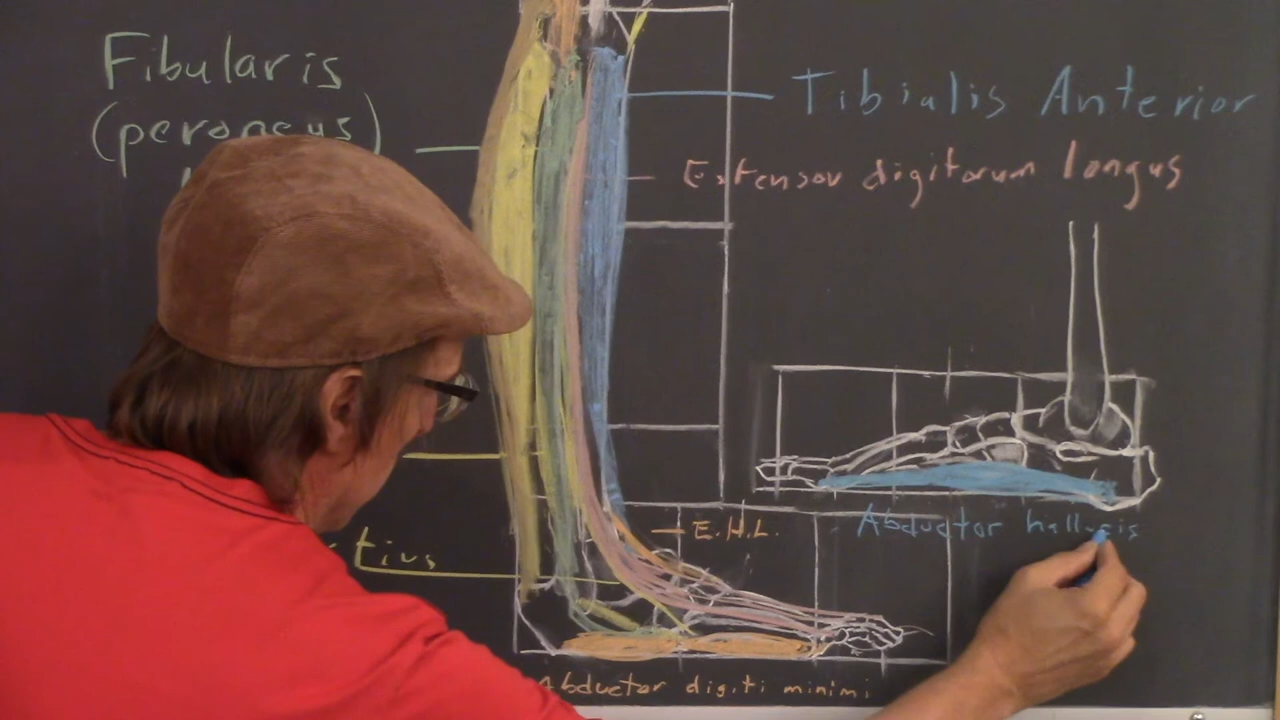 Fibularis
(peroneus)
Tibialis Anterior
Extensor digitorum longus
E.H.L.
Abductor hallucis
Abductor digiti minimi